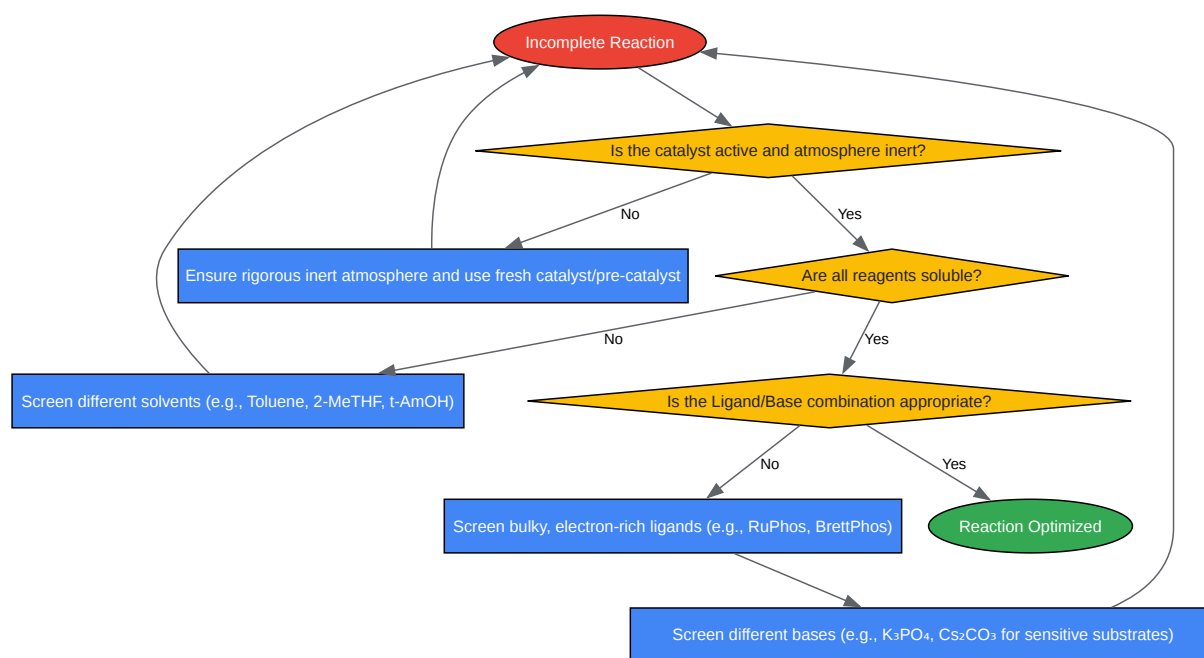 Incomplete Reaction
Is the catalyst active and atmosphere inert?
No
Yes
Ensure rigorous inert atmosphere and use fresh catalyst/pre-catalyst
Are all reagents soluble?
No
Yes
Screen different solvents (e.g., Toluene, 2-MeTHF, t-AmOH)
Is the Ligand/Base combination appropriate?
No
Yes
Screen bulky, electron-rich ligands (e.g., RuPhos, BrettPhos)
Reaction Optimized
Screen different bases (e.g., K₃PO₄, Cs₂CO₃ for sensitive substrates)